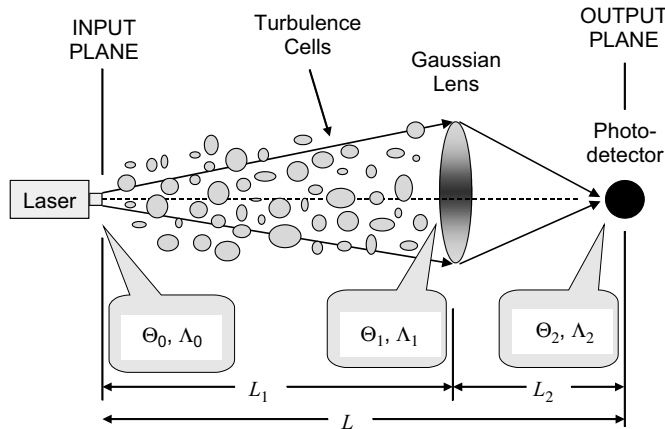 INPUT
PLANE
Turbulence
Cells
Gaussian
Lens
OUTPUT
PLANE
Photo-
detector
Laser
Θ₀, Λ₀
Θ₁, Λ₁
Θ₂, Λ₂
L₁
L₂
L